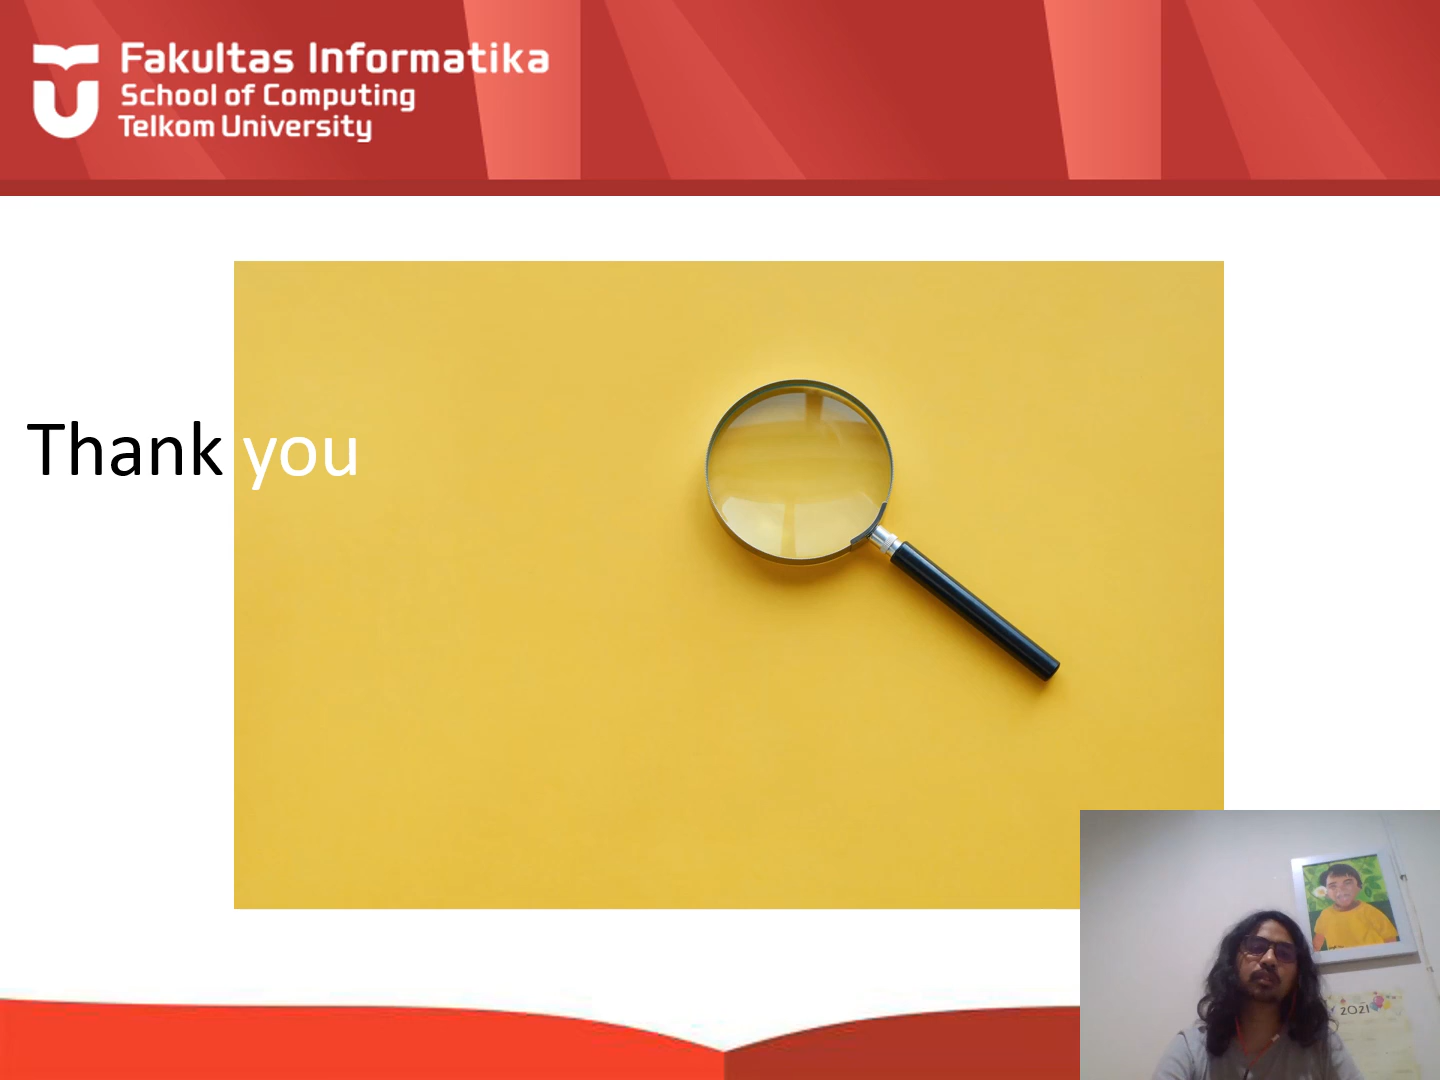 Fakultas Informatika
School of Computing
Telkom University
Thank you
2021